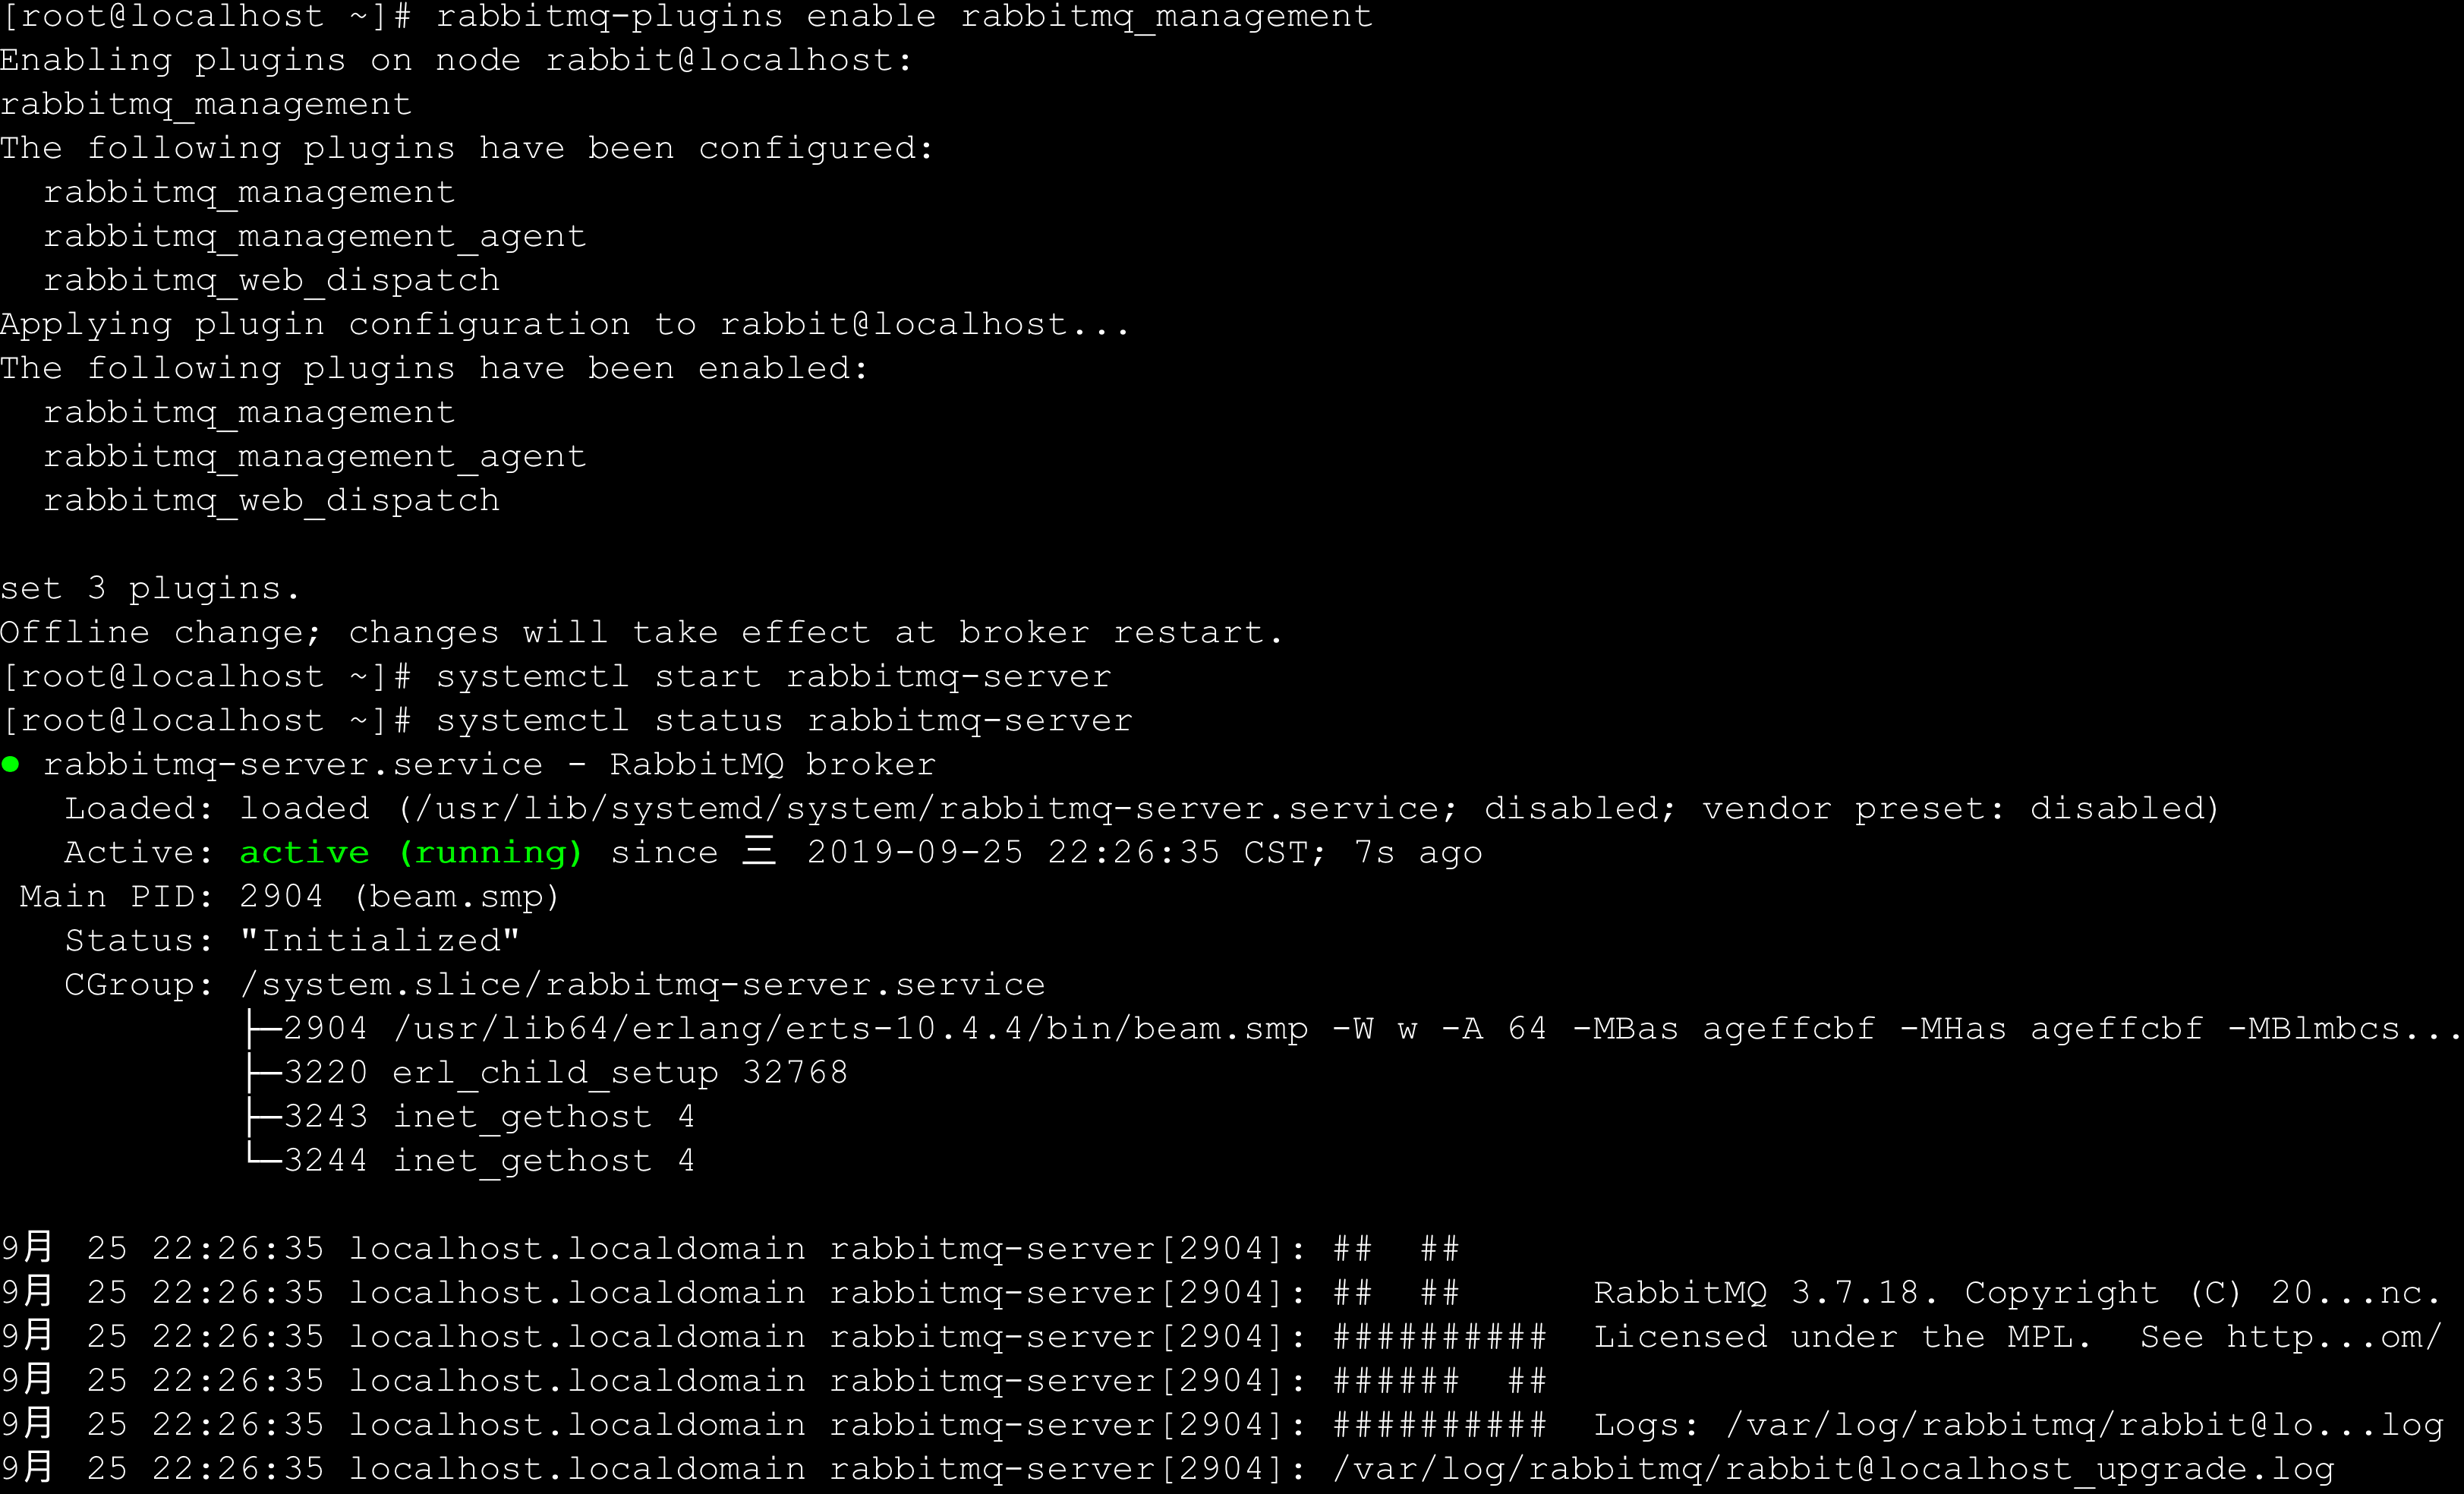 [root@localhost ~]# rabbitmq-plugins enable rabbitmq_management
Enabling plugins on node rabbit@localhost:
rabbitmq_management
The following plugins have been configured:
  rabbitmq_management
  rabbitmq_management_agent
  rabbitmq_web_dispatch
Applying plugin configuration to rabbit@localhost...
The following plugins have been enabled:
  rabbitmq_management
  rabbitmq_management_agent
  rabbitmq_web_dispatch

set 3 plugins.
Offline change; changes will take effect at broker restart.
[root@localhost ~]# systemctl start rabbitmq-server
[root@localhost ~]# systemctl status rabbitmq-server
● rabbitmq-server.service - RabbitMQ broker
   Loaded: loaded (/usr/lib/systemd/system/rabbitmq-server.service; disabled; vendor preset: disabled)
   Active: active (running) since 三 2019-09-25 22:26:35 CST; 7s ago
 Main PID: 2904 (beam.smp)
   Status: "Initialized"
   CGroup: /system.slice/rabbitmq-server.service
           ├─2904 /usr/lib64/erlang/erts-10.4.4/bin/beam.smp -W w -A 64 -MBas ageffcbf -MHas ageffcbf -MBlmbcs...
           ├─3220 erl_child_setup 32768
           ├─3243 inet_gethost 4
           └─3244 inet_gethost 4

9月 25 22:26:35 localhost.localdomain rabbitmq-server[2904]: ##  ##
9月 25 22:26:35 localhost.localdomain rabbitmq-server[2904]: ##  ##      RabbitMQ 3.7.18. Copyright (C) 20...nc.
9月 25 22:26:35 localhost.localdomain rabbitmq-server[2904]: ##########  Licensed under the MPL.  See http...om/
9月 25 22:26:35 localhost.localdomain rabbitmq-server[2904]: ######  ##
9月 25 22:26:35 localhost.localdomain rabbitmq-server[2904]: ##########  Logs: /var/log/rabbitmq/rabbit@lo...log
9月 25 22:26:35 localhost.localdomain rabbitmq-server[2904]: /var/log/rabbitmq/rabbit@localhost_upgrade.log